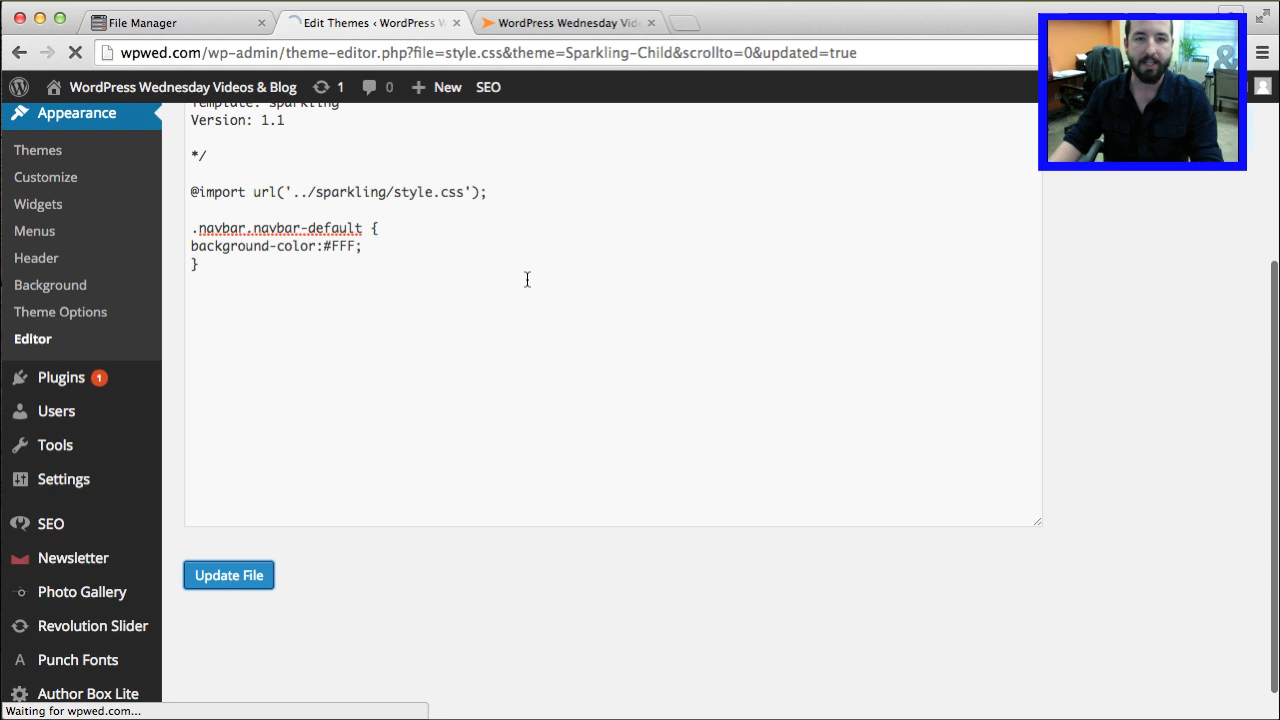 File Manager
Edit Themes ‹ WordPress W
WordPress Wednesday Vid
wpwed.com/wp-admin/theme-editor.php?file=style.css&theme=Sparkling-Child&scrollto=0&updated=true
WordPress Wednesday Videos & Blog
1
0
New
SEO
Appearance
Themes
Customize
Widgets
Menus
Header
Background
Theme Options
Editor
Plugins 1
Users
Tools
Settings
SEO
Newsletter
Photo Gallery
Revolution Slider
Punch Fonts
Author Box Lite
Template: sparkling
Version: 1.1
*/
@import url('../sparkling/style.css');
.navbar.navbar-default {
background-color:#FFF;
}
Update File
Waiting for wpwed.com...
&